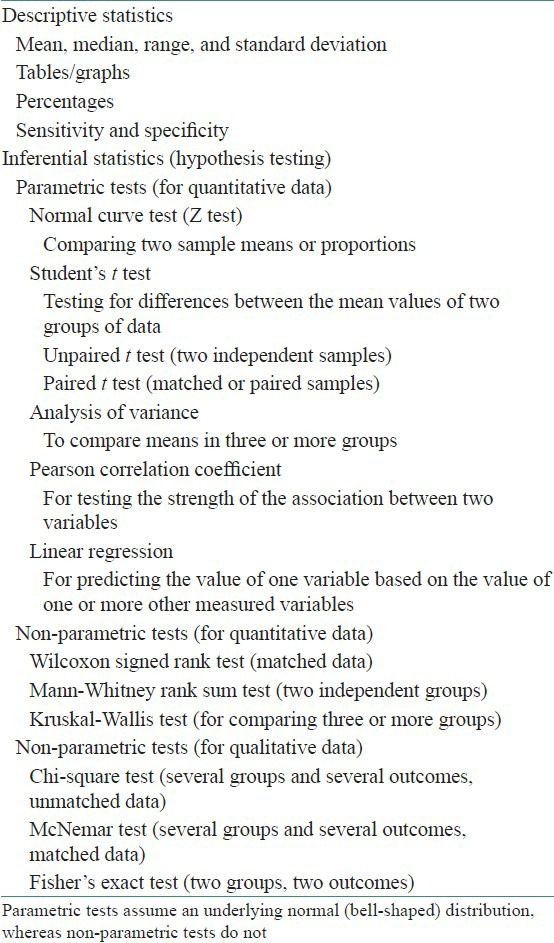 Descriptive statistics
Mean, median, range, and standard deviation
Tables/graphs
Percentages
Sensitivity and specificity
Inferential statistics (hypothesis testing)
Parametric tests (for quantitative data)
Normal curve test (Z test)
Comparing two sample means or proportions
Student’s t test
Testing for differences between the mean values of two
groups of data
Unpaired t test (two independent samples)
Paired t test (matched or paired samples)
Analysis of variance
To compare means in three or more groups
Pearson correlation coefficient
For testing the strength of the association between two
variables
Linear regression
For predicting the value of one variable based on the value of
one or more other measured variables
Non-parametric tests (for quantitative data)
Wilcoxon signed rank test (matched data)
Mann-Whitney rank sum test (two independent groups)
Kruskal-Wallis test (for comparing three or more groups)
Non-parametric tests (for qualitative data)
Chi-square test (several groups and several outcomes,
unmatched data)
McNemar test (several groups and several outcomes,
matched data)
Fisher’s exact test (two groups, two outcomes)
Parametric tests assume an underlying normal (bell-shaped) distribution,
whereas non-parametric tests do not